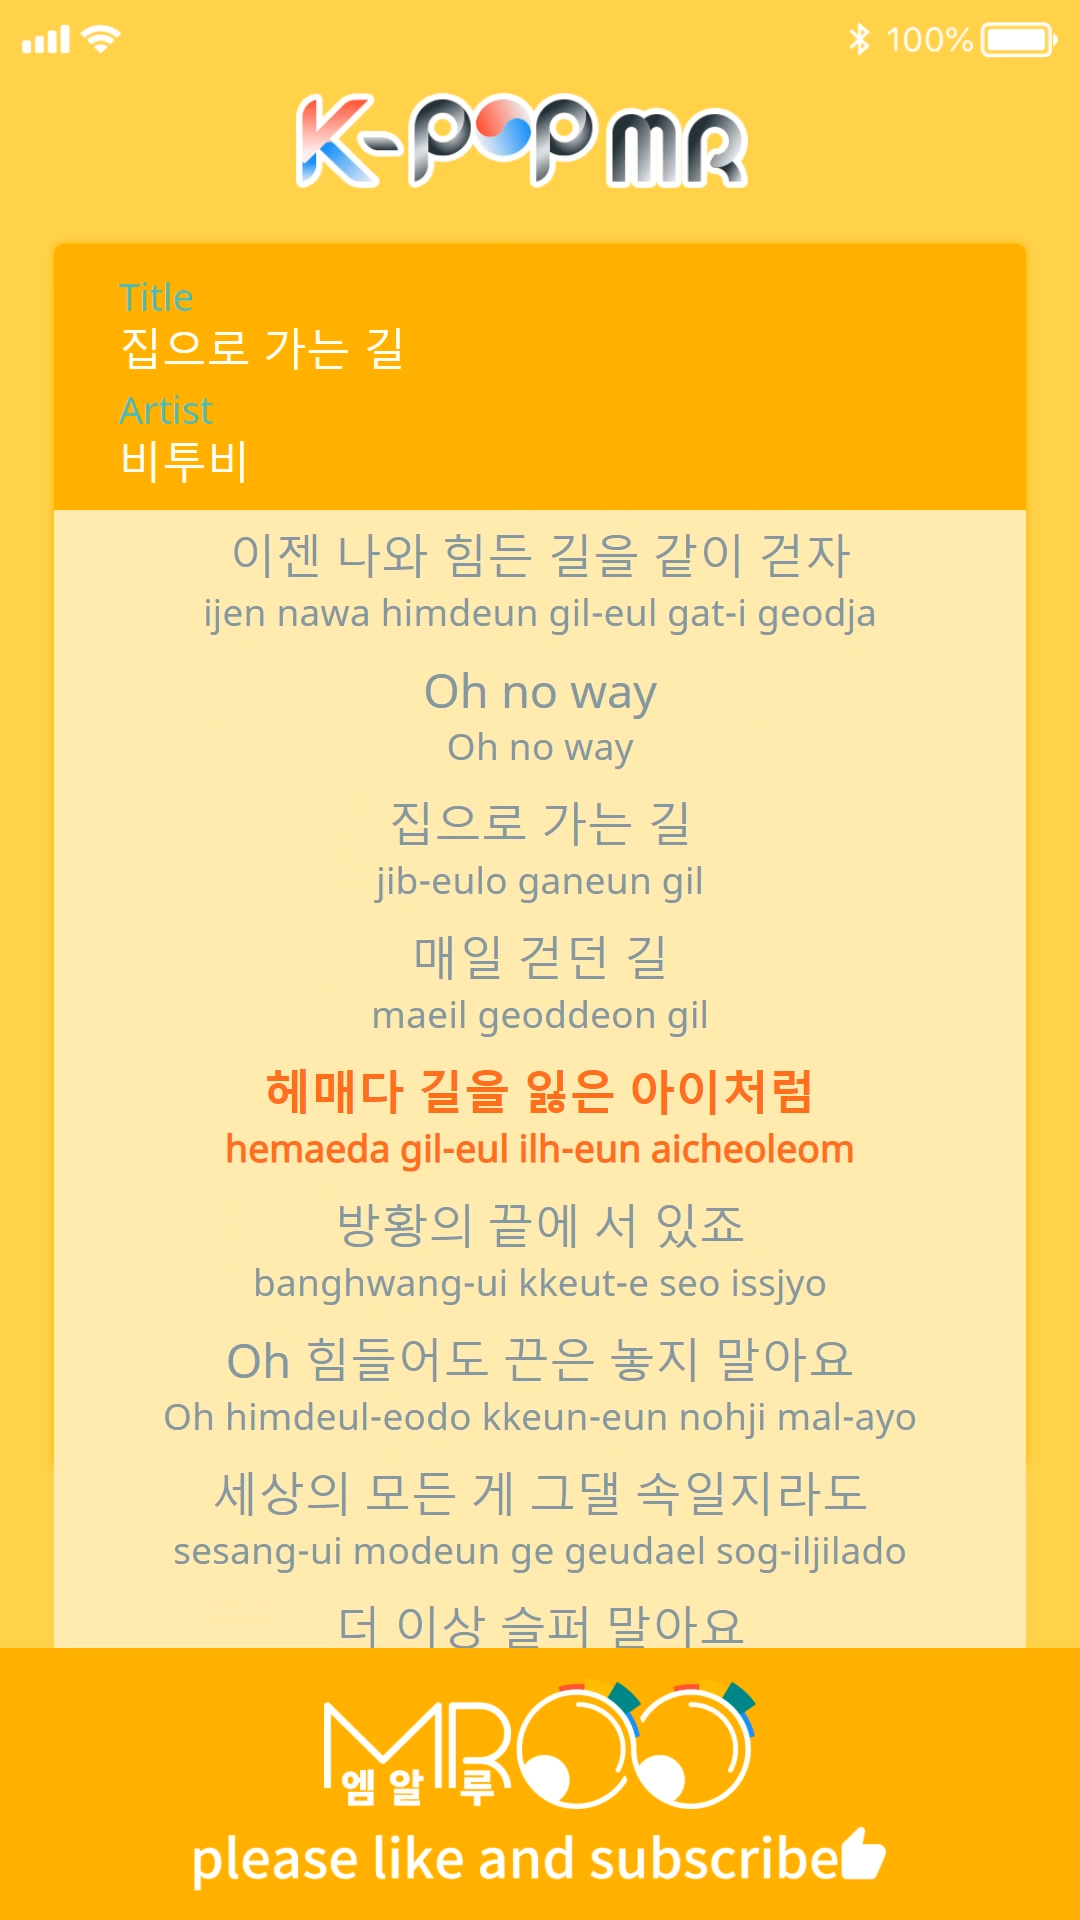 100%
K-POP MR
Title
집으로 가는 길
Artist
비투비
이젠 나와 힘든 길을 같이 걷자
ijen nawa himdeun gil-eul gat-i geodja
Oh no way
Oh no way
집으로 가는 길
jib-eulo ganeun gil
매일 걷던 길
maeil geoddeon gil
헤매다 길을 잃은 아이처럼
hemaeda gil-eul ilh-eun aicheoleom
방황의 끝에 서 있죠
banghwang-ui kkeut-e seo issjyo
Oh 힘들어도 끈은 놓지 말아요
Oh himdeul-eodo kkeun-eun nohji mal-ayo
세상의 모든 게 그댈 속일지라도
sesang-ui modeun ge geudael sog-iljilado
더 이상 슬퍼 말아요
MROO
엠알루
please like and subscribe